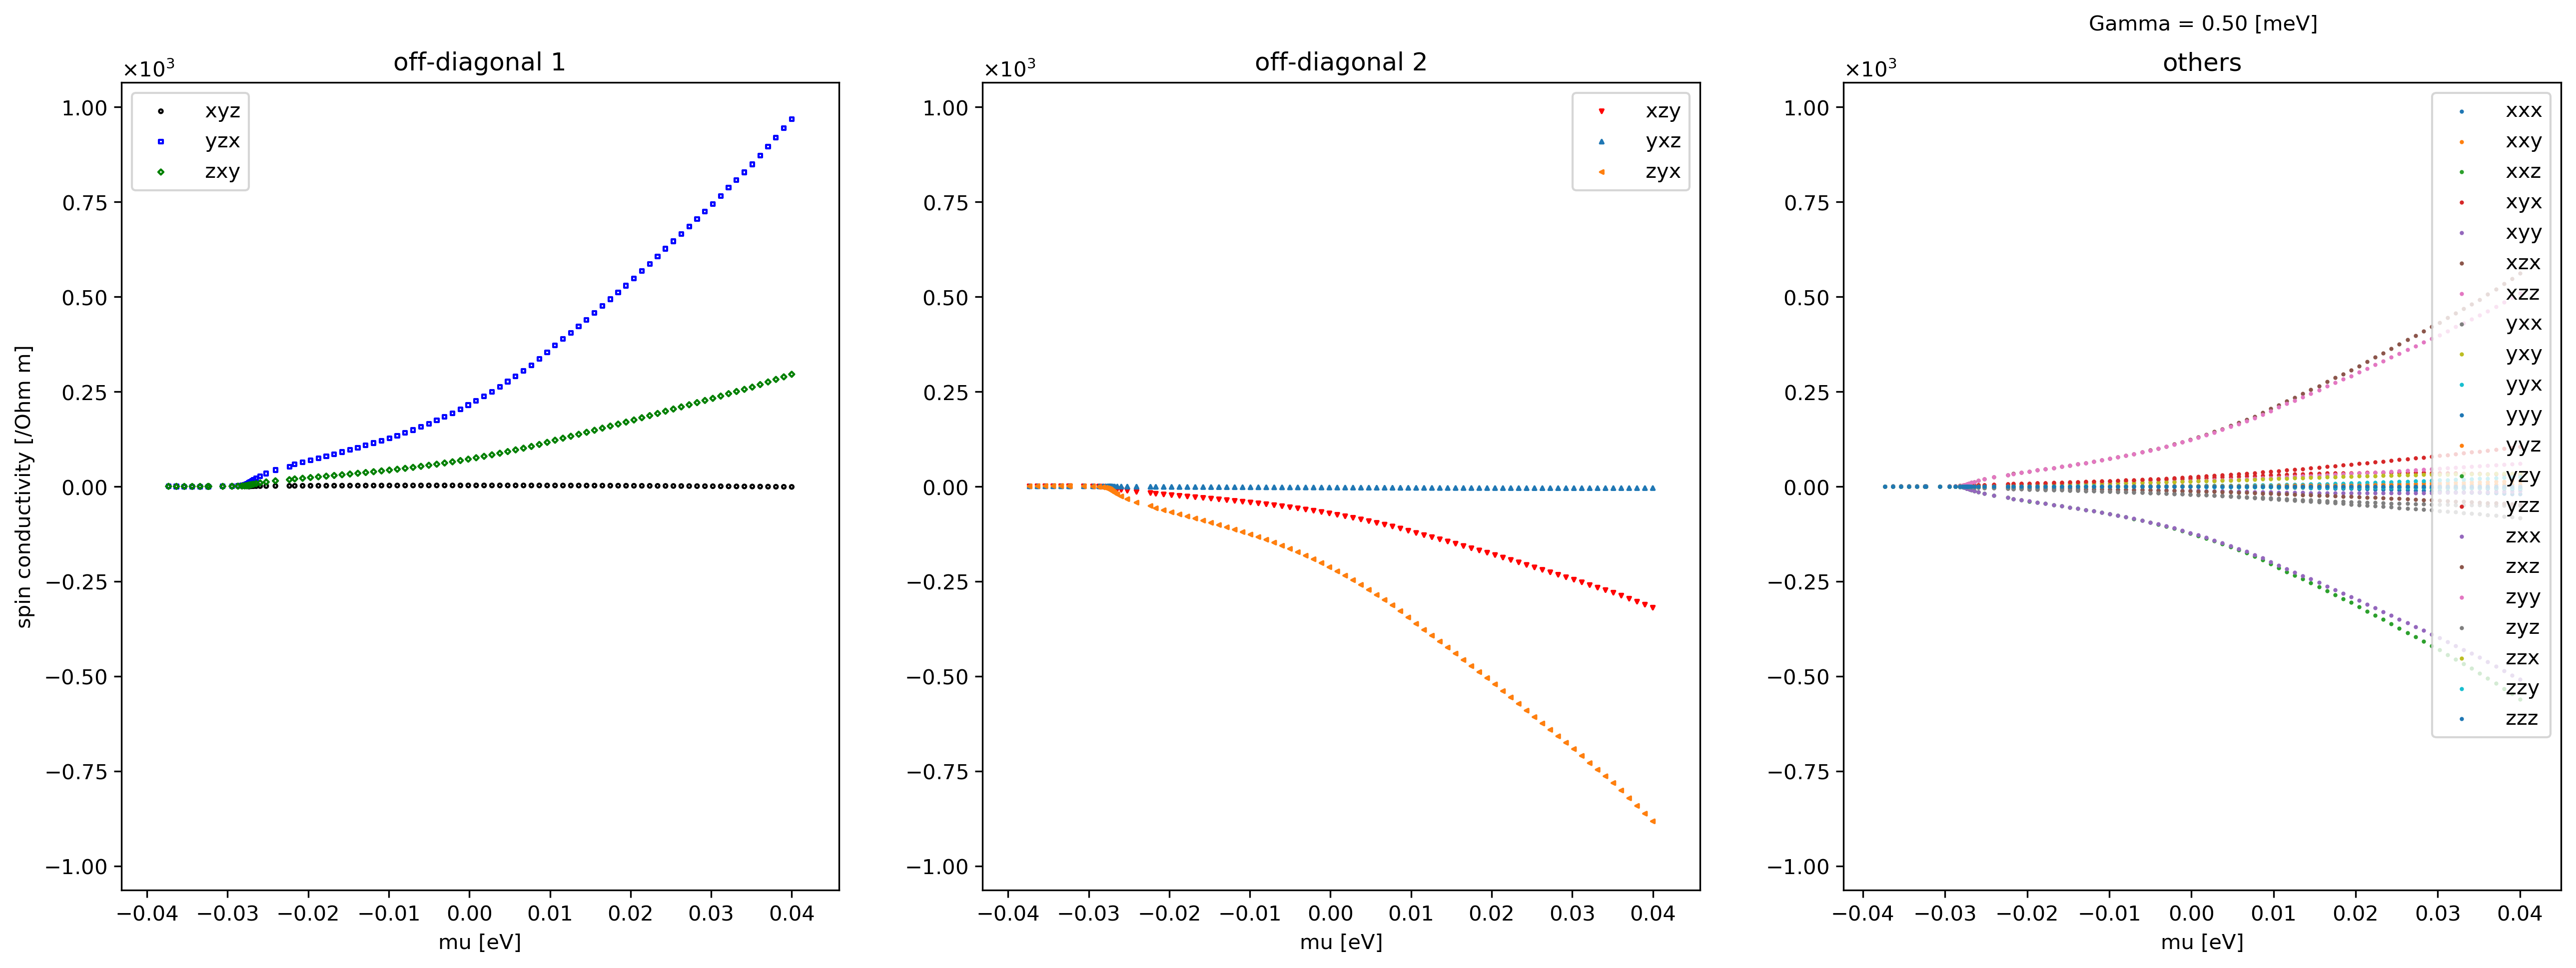 Gamma = 0.50 [meV]
off-diagonal 1
×10³
1.00
0.75
0.50
0.25
0.00
−0.25
−0.50
−0.75
−1.00
spin conductivity [/Ohm m]
xyz
yzx
zxy
−0.04 −0.03 −0.02 −0.01 0.00 0.01 0.02 0.03 0.04
mu [eV]
off-diagonal 2
×10³
1.00
0.75
0.50
0.25
0.00
−0.25
−0.50
−0.75
−1.00
xzy
yxz
zyx
−0.04 −0.03 −0.02 −0.01 0.00 0.01 0.02 0.03 0.04
mu [eV]
others
×10³
1.00
0.75
0.50
0.25
0.00
−0.25
−0.50
−0.75
−1.00
xxx
xxy
xxz
xyx
xyy
xzx
xzz
yxx
yxy
yyx
yyy
yyz
yzy
yzz
zxx
zxz
zyy
zyz
zzx
zzy
zzz
−0.04 −0.03 −0.02 −0.01 0.00 0.01 0.02 0.03 0.04
mu [eV]